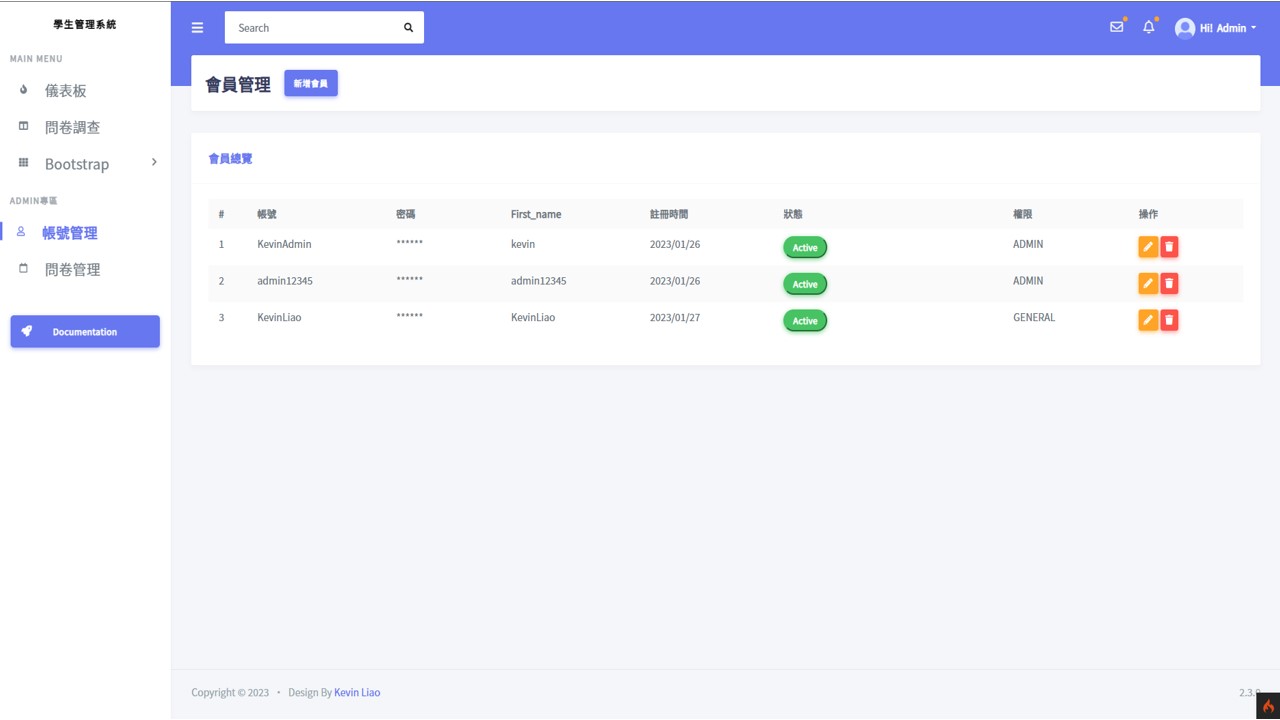 學生管理系統
MAIN MENU
儀表板
問卷調查
Bootstrap
ADMIN專區
帳號管理
問卷管理
Documentation
Search
Hi! Admin
會員管理 新增會員
會員總覽
# 帳號 密碼 First_name 註冊時間 狀態 權限 操作
1 KevinAdmin ****** kevin 2023/01/26 Active ADMIN
2 admin12345 ****** admin12345 2023/01/26 Active ADMIN
3 KevinLiao ****** KevinLiao 2023/01/27 Active GENERAL
Copyright © 2023 • Design By Kevin Liao